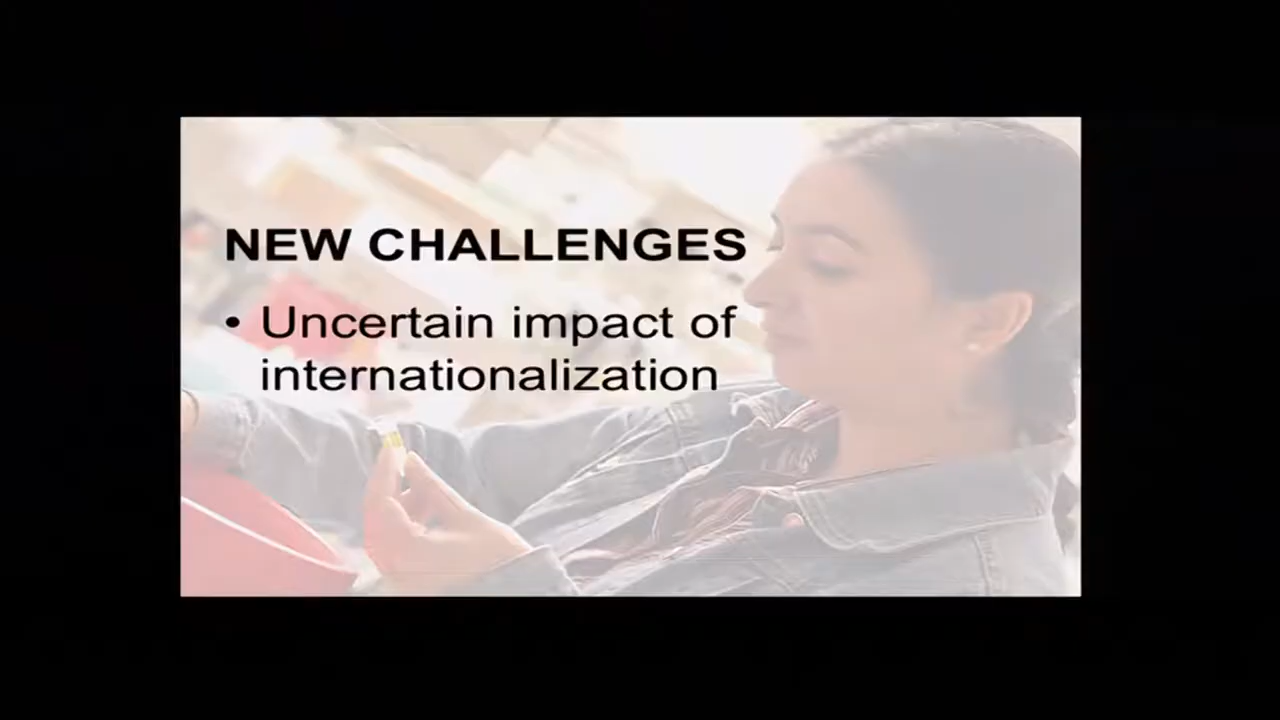 NEW CHALLENGES
• Uncertain impact of
internationalization